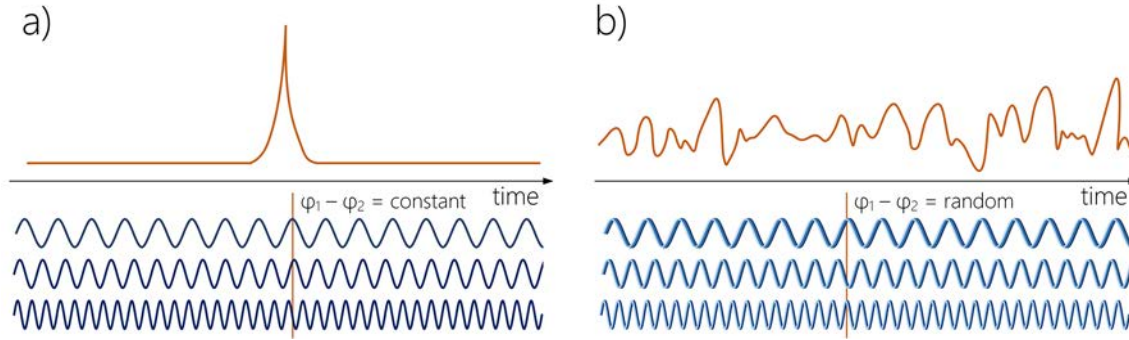 a)
time
φ₁ − φ₂ = constant
b)
time
φ₁ − φ₂ = random